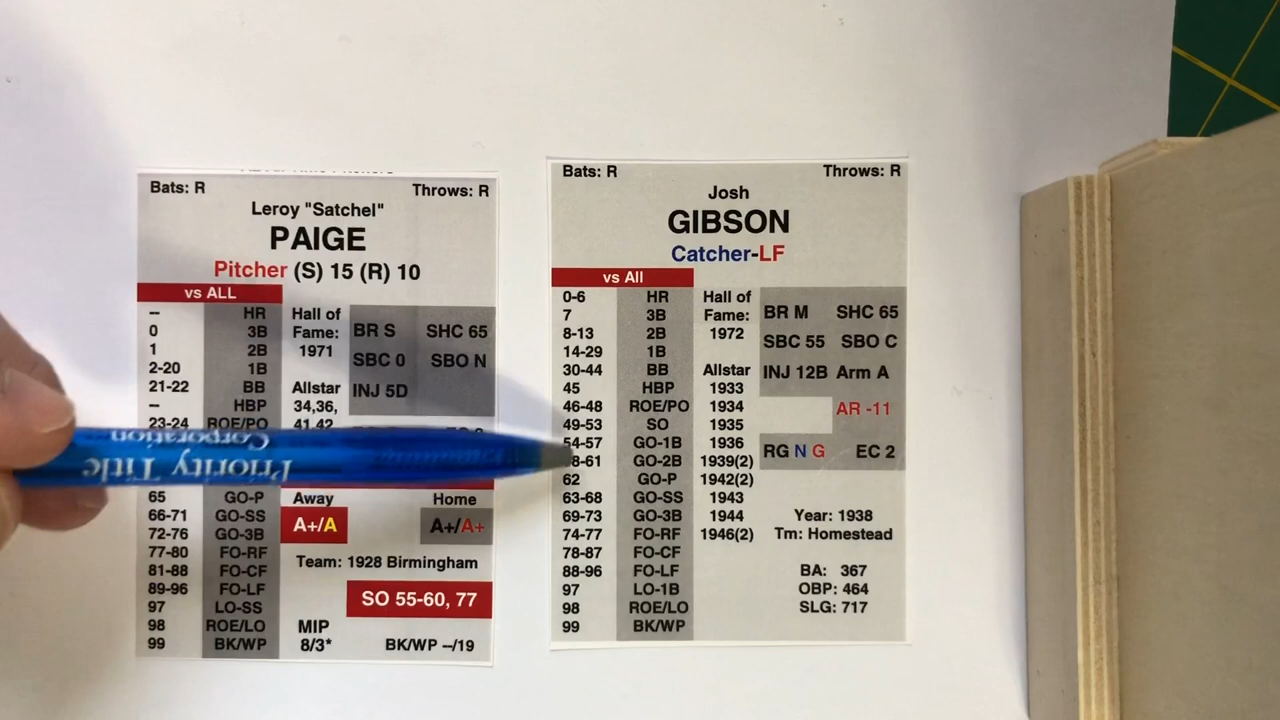 Bats: R
Throws: R
Leroy "Satchel"
PAIGE
Pitcher (S) 15 (R) 10
vs ALL
-- HR
0 3B
1 2B
2-20 1B
21-22 BB
-- HBP
23-24 ROE/PO
65 GO-P
66-71 GO-SS
72-76 GO-3B
77-80 FO-RF
81-88 FO-CF
89-96 FO-LF
97 LO-SS
98 ROE/LO
99 BK/WP
Hall of
Fame:
1971
Allstar
34,36,
41,42
BR S SHC 65
SBC 0 SBO N
INJ 5D
Away Home
A+/A A+/A+
Team: 1928 Birmingham
SO 55-60, 77
MIP
8/3*
BK/WP --/19
Priority Title
Corporation
Bats: R
Throws: R
Josh
GIBSON
Catcher-LF
vs All
0-6 HR
7 3B
8-13 2B
14-29 1B
30-44 BB
45 HBP
46-48 ROE/PO
49-53 SO
54-57 GO-1B
8-61 GO-2B
62 GO-P
63-68 GO-SS
69-73 GO-3B
74-77 FO-RF
78-87 FO-CF
88-96 FO-LF
97 LO-1B
98 ROE/LO
99 BK/WP
Hall of
Fame:
1972
Allstar
1933
1934
1935
1936
1939(2)
1942(2)
1943
1944
1946(2)
BR M SHC 65
SBC 55 SBO C
INJ 12B Arm A
AR -11
RG N G EC 2
Year: 1938
Tm: Homestead
BA: 367
OBP: 464
SLG: 717